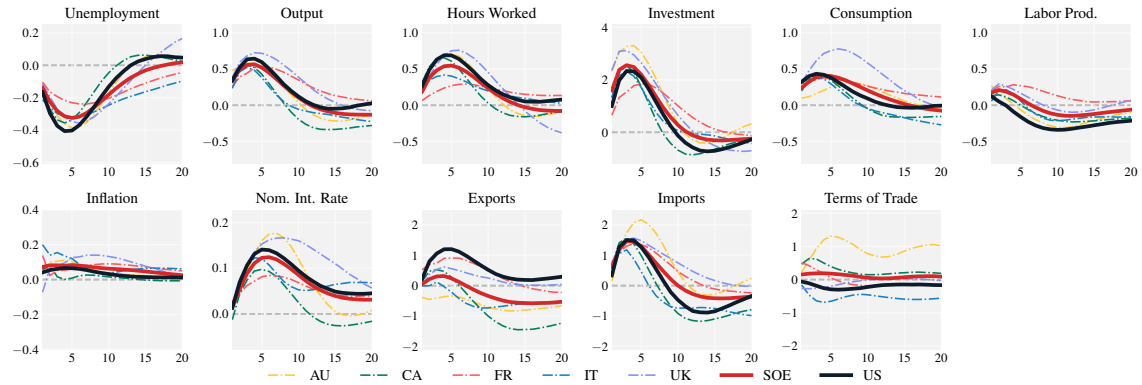 Unemployment Output Hours Worked Investment Consumption Labor Prod.
0.2 0.0 −0.2 −0.4 −0.6 5 10 15 20
1.0 0.5 0.0 −0.5 5 10 15 20
1.0 0.5 0.0 −0.5 5 10 15 20
4 2 0 5 10 15 20
1.0 0.5 0.0 −0.5 5 10 15 20
1.0 0.5 0.0 −0.5 5 10 15 20
Inflation Nom. Int. Rate Exports Imports Terms of Trade
0.4 0.2 0.0 −0.2 −0.4 5 10 15 20
0.2 0.1 0.0 5 10 15 20
2 1 0 −1 −2 5 10 15 20
2 1 0 −1 −2 5 10 15 20
2 1 0 −1 −2 5 10 15 20
AU CA FR IT UK SOE US